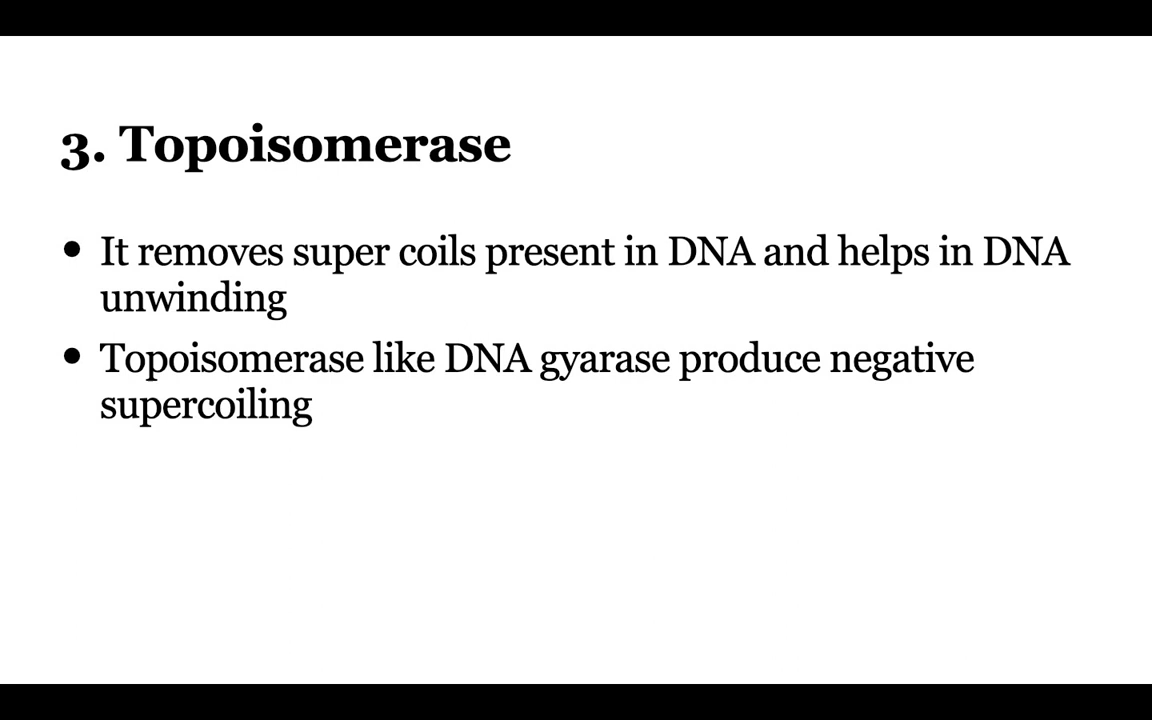 3. Topoisomerase
• It removes super coils present in DNA and helps in DNA
unwinding
• Topoisomerase like DNA gyarase produce negative
supercoiling